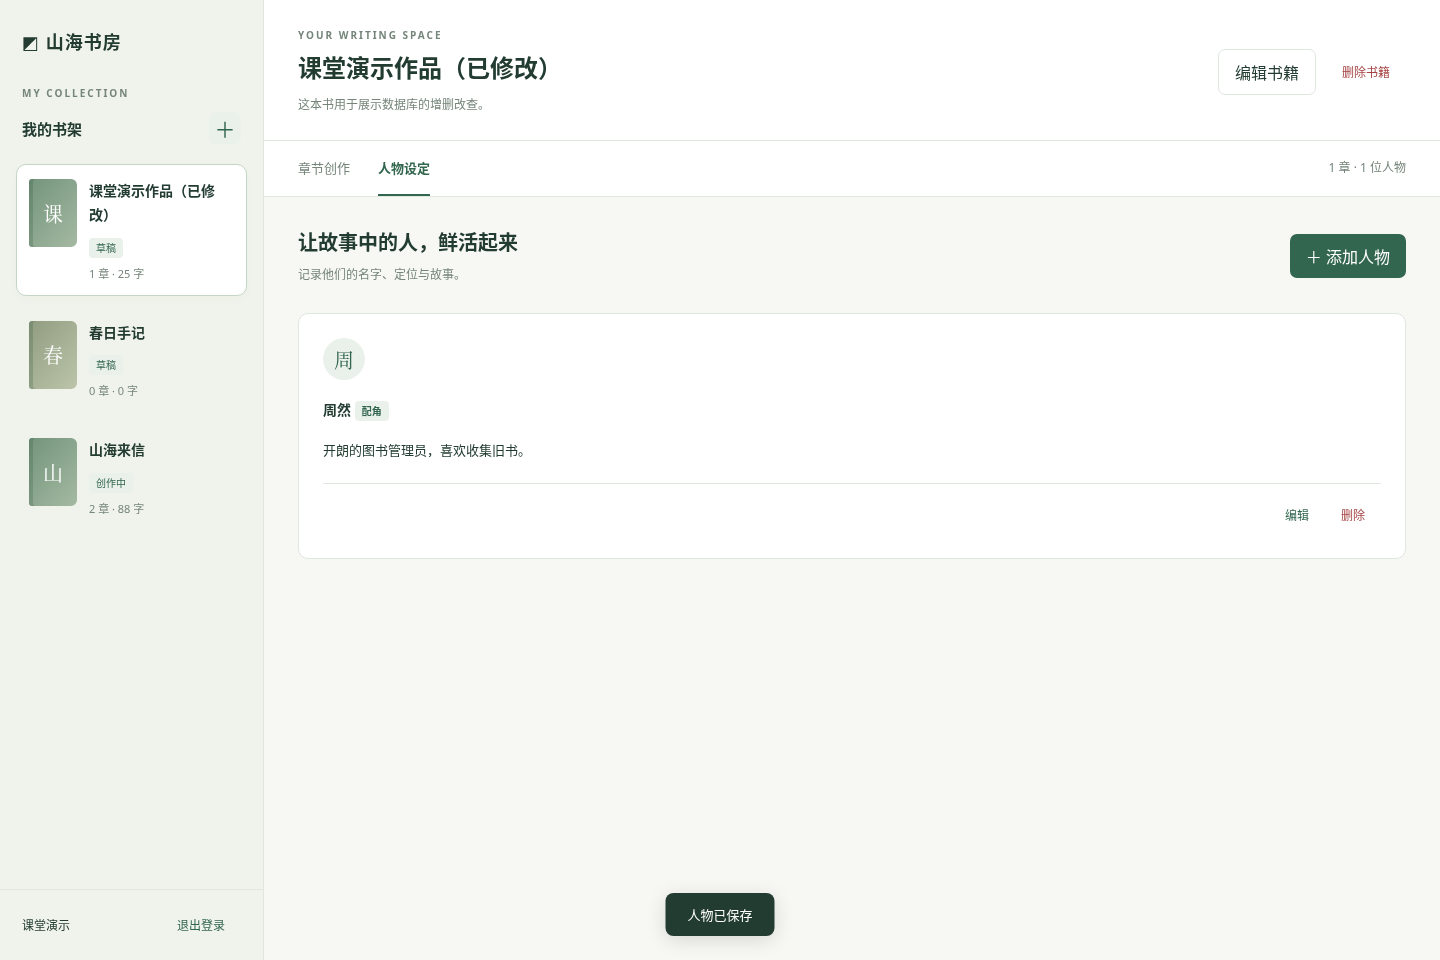 山海书房
MY COLLECTION
我的书架
课
课堂演示作品（已修
改）
草稿
1 章 · 25 字
春
春日手记
草稿
0 章 · 0 字
山
山海来信
创作中
2 章 · 88 字
课堂演示
退出登录
YOUR WRITING SPACE
课堂演示作品（已修改）
这本书用于展示数据库的增删改查。
编辑书籍
删除书籍
章节创作
人物设定
1 章 · 1 位人物
让故事中的人，鲜活起来
记录他们的名字、定位与故事。
＋ 添加人物
周
周然 配角
开朗的图书管理员，喜欢收集旧书。
编辑
删除
人物已保存